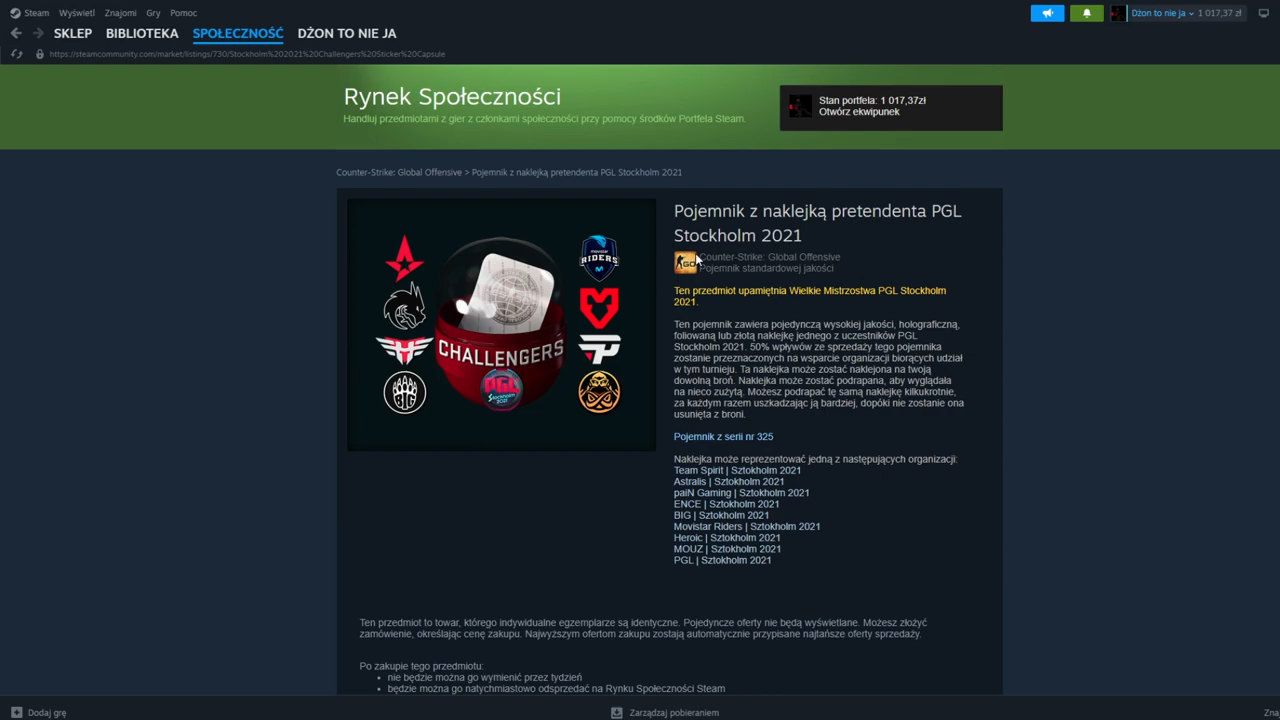 Steam Wyświetl Znajomi Gry Pomoc
Dżon to nie ja 1 017,37 zł
SKLEP BIBLIOTEKA SPOŁECZNOŚĆ DŻON TO NIE JA
https://steamcommunity.com/market/listings/730/Stockholm%202021%20Challengers%20Sticker%20Capsule
Rynek Społeczności
Handluj przedmiotami z gier z członkami społeczności przy pomocy środków Portfela Steam.
Stan portfela: 1 017,37zł
Otwórz ekwipunek
Counter-Strike: Global Offensive > Pojemnik z naklejką pretendenta PGL Stockholm 2021
RIDERS
CHALLENGERS
PGL
Stockholm
2021
Pojemnik z naklejką pretendenta PGL
Stockholm 2021
GO
Counter-Strike: Global Offensive
Pojemnik standardowej jakości
Ten przedmiot upamiętnia Wielkie Mistrzostwa PGL Stockholm
2021.
Ten pojemnik zawiera pojedynczą wysokiej jakości, holograficzną,
foliowaną lub złotą naklejkę jednego z uczestników PGL
Stockholm 2021. 50% wpływów ze sprzedaży tego pojemnika
zostanie przeznaczonych na wsparcie organizacji biorących udział
w tym turnieju. Ta naklejka może zostać naklejona na twoją
dowolną broń. Naklejka może zostać podrapana, aby wyglądała
na nieco zużytą. Możesz podrapać tę samą naklejkę kilkukrotnie,
za każdym razem uszkadzając ją bardziej, dopóki nie zostanie ona
usunięta z broni.
Pojemnik z serii nr 325
Naklejka może reprezentować jedną z następujących organizacji:
Team Spirit | Sztokholm 2021
Astralis | Sztokholm 2021
paiN Gaming | Sztokholm 2021
ENCE | Sztokholm 2021
BIG | Sztokholm 2021
Movistar Riders | Sztokholm 2021
Heroic | Sztokholm 2021
MOUZ | Sztokholm 2021
PGL | Sztokholm 2021
Ten przedmiot to towar, którego indywidualne egzemplarze są identyczne. Pojedyncze oferty nie będą wyświetlane. Możesz złożyć
zamówienie, określając cenę zakupu. Najwyższym ofertom zakupu zostają automatycznie przypisane najtańsze oferty sprzedaży.
Po zakupie tego przedmiotu:
• nie będzie można go wymienić przez tydzień
• będzie można go natychmiastowo odsprzedać na Rynku Społeczności Steam
Dodaj grę
Zarządzaj pobieraniem
Zna